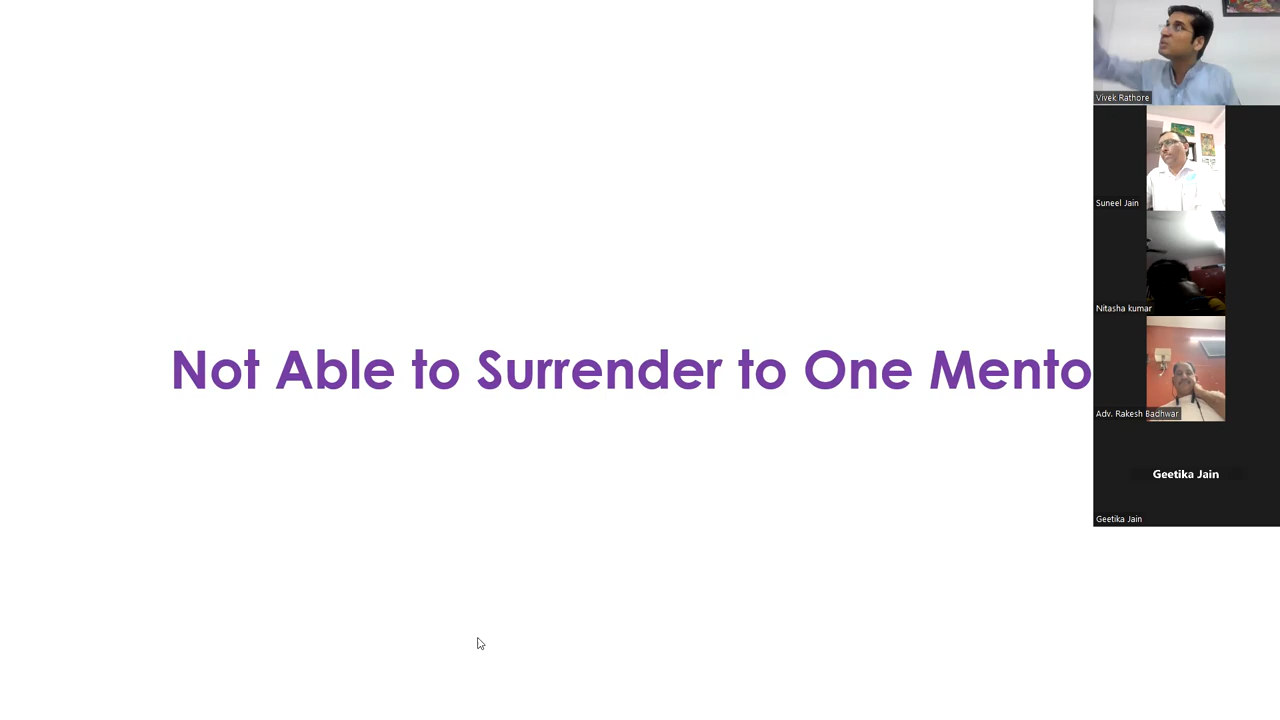 Vivek Rathore
Suneel Jain
Nitasha kumar
Not Able to Surrender to One Mento
Adv. Rakesh Badhwar
Geetika Jain
Geetika Jain